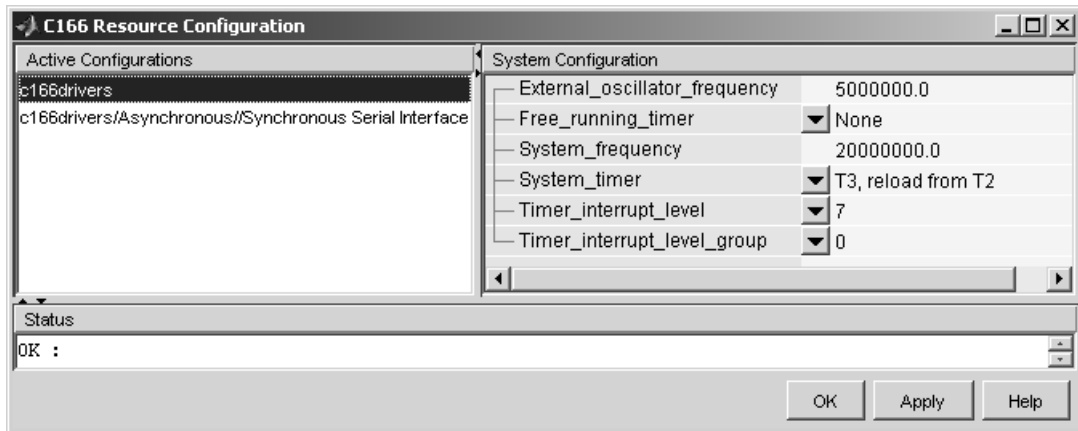 C166 Resource Configuration
Active Configurations
c166drivers
c166drivers/Asynchronous//Synchronous Serial Interface
System Configuration
External_oscillator_frequency 5000000.0
Free_running_timer None
System_frequency 20000000.0
System_timer T3, reload from T2
Timer_interrupt_level 7
Timer_interrupt_level_group 0
Status
OK :
OK Apply Help